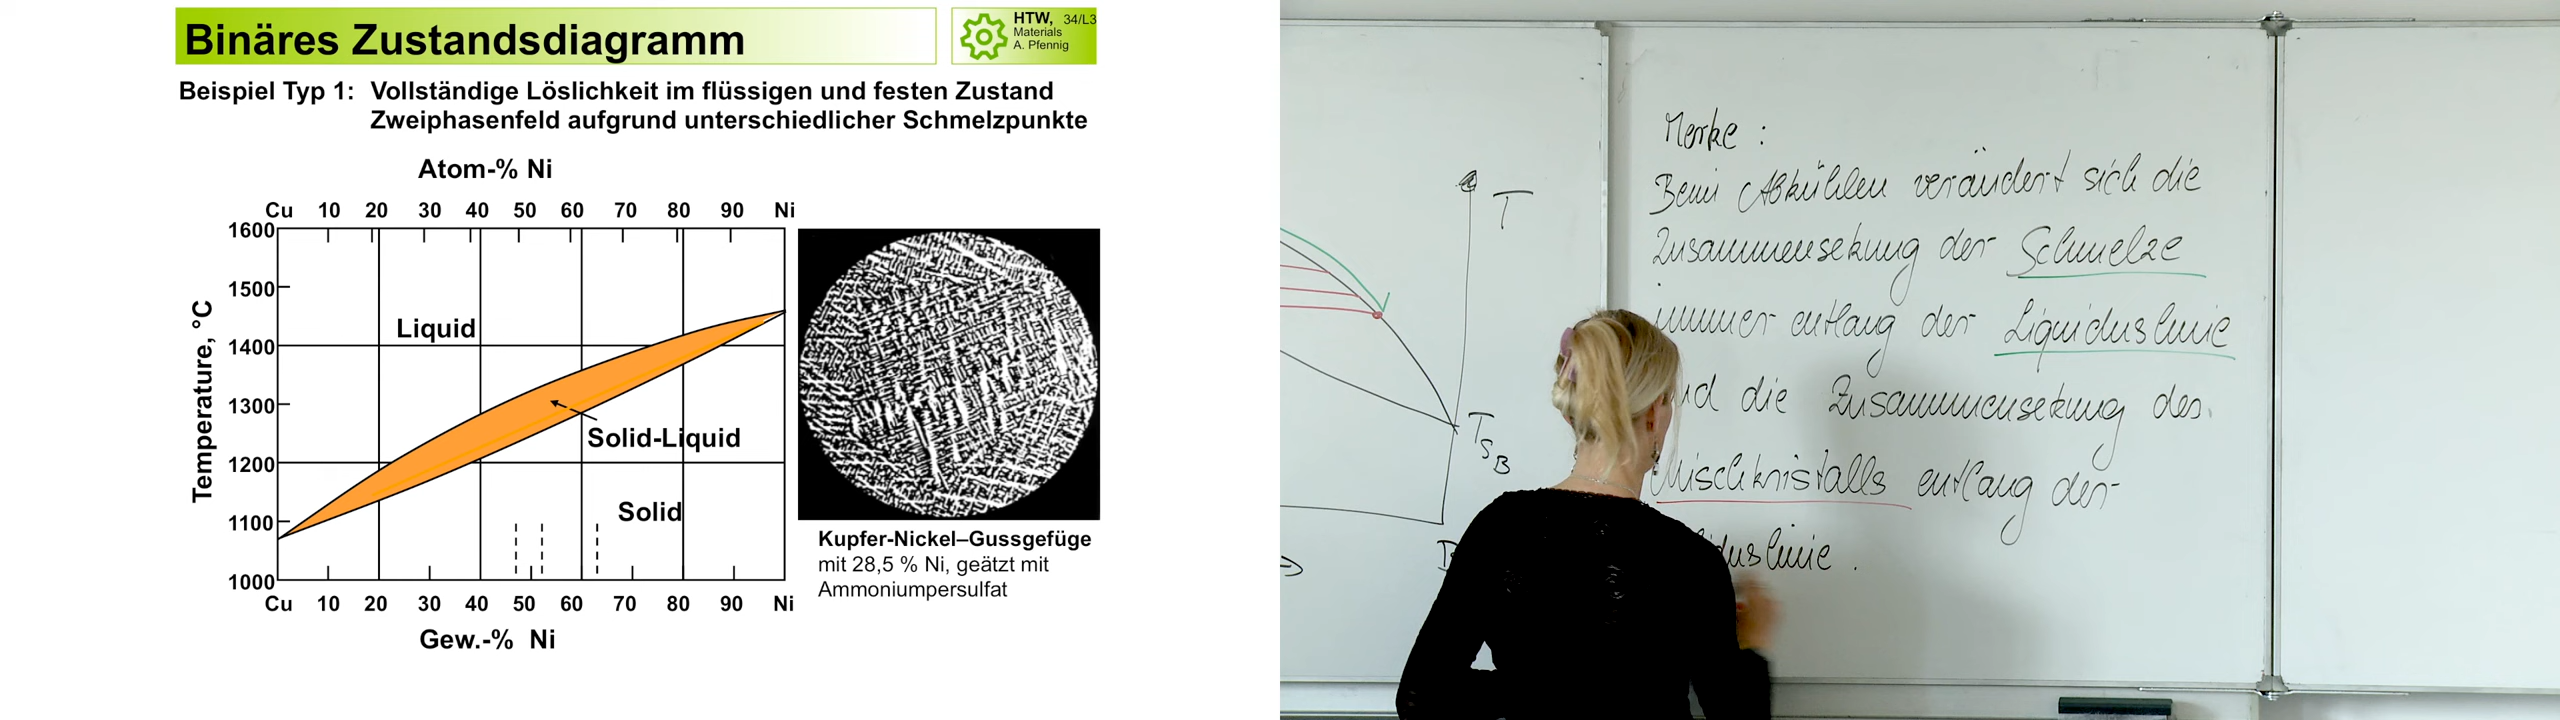 Binäres Zustandsdiagramm
HTW, 34/L3
Materials
A. Pfennig
Beispiel Typ 1: Vollständige Löslichkeit im flüssigen und festen Zustand
Zweiphasenfeld aufgrund unterschiedlicher Schmelzpunkte
Atom-% Ni
Cu 10 20 30 40 50 60 70 80 90 Ni
1600
1500
1400
1300
1200
1100
1000
Temperature, °C
Liquid
Solid-Liquid
Solid
Cu 10 20 30 40 50 60 70 80 90 Ni
Gew.-% Ni
Kupfer-Nickel–Gussgefüge
mit 28,5 % Ni, geätzt mit
Ammoniumpersulfat
T
T_SB
Merke :
Beim Abkühlen verändert sich die
Zusammensetzung der Schmelze
immer entlang der Liquiduslinie
die Zusammensetzung des
Mischkristalls entlang der